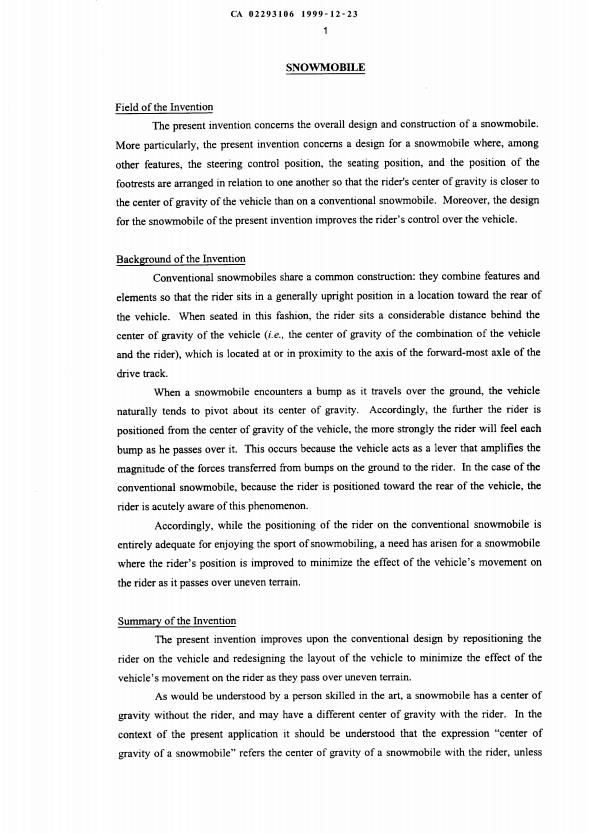 CA 02293106 1999-12-23
1
SNOWMOBILE
Field of the Invention
The present invention concerns the overall design and construction of a snowmobile.
More particularly, the present invention concerns a design for a snowmobile where, among
other features, the steering control position, the seating position, and the position of the
footrests are arranged in relation to one another so that the rider's center of gravity is closer to
the center of gravity of the vehicle than on a conventional snowmobile. Moreover, the design
for the snowmobile of the present invention improves the rider's control over the vehicle.
Background of the Invention
Conventional snowmobiles share a common construction: they combine features and
elements so that the rider sits in a generally upright position in a location toward the rear of
the vehicle. When seated in this fashion, the rider sits a considerable distance behind the
center of gravity of the vehicle (i.e., the center of gravity of the combination of the vehicle
and the rider), which is located at or in proximity to the axis of the forward-most axle of the
drive track.
When a snowmobile encounters a bump as it travels over the ground, the vehicle
naturally tends to pivot about its center of gravity. Accordingly, the further the rider is
positioned from the center of gravity of the vehicle, the more strongly the rider will feel each
bump as he passes over it. This occurs because the vehicle acts as a lever that amplifies the
magnitude of the forces transferred from bumps on the ground to the rider. In the case of the
conventional snowmobile, because the rider is positioned toward the rear of the vehicle, the
rider is acutely aware of this phenomenon.
Accordingly, while the positioning of the rider on the conventional snowmobile is
entirely adequate for enjoying the sport of snowmobiling, a need has arisen for a snowmobile
where the rider's position is improved to minimize the effect of the vehicle's movement on
the rider as it passes over uneven terrain.
Summary of the Invention
The present invention improves upon the conventional design by repositioning the
rider on the vehicle and redesigning the layout of the vehicle to minimize the effect of the
vehicle's movement on the rider as they pass over uneven terrain.
As would be understood by a person skilled in the art, a snowmobile has a center of
gravity without the rider, and may have a different center of gravity with the rider. In the
context of the present application it should be understood that the expression “center of
gravity of a snowmobile” refers the center of gravity of a snowmobile with the rider, unless